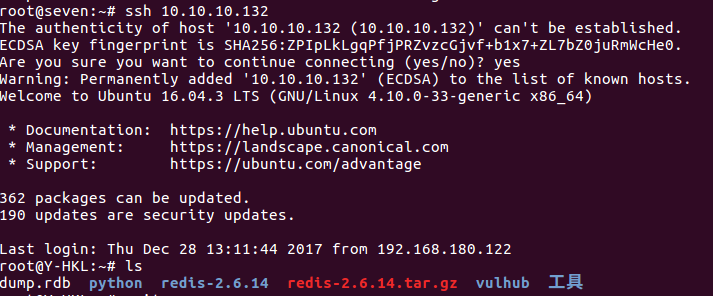 root@seven:~# ssh 10.10.10.132
The authenticity of host '10.10.10.132 (10.10.10.132)' can't be established.
ECDSA key fingerprint is SHA256:ZPIpLkLgqPfjPRZvzcGjvf+b1x7+ZL7bZ0juRmWcHe0.
Are you sure you want to continue connecting (yes/no)? yes
Warning: Permanently added '10.10.10.132' (ECDSA) to the list of known hosts.
Welcome to Ubuntu 16.04.3 LTS (GNU/Linux 4.10.0-33-generic x86_64)
* Documentation: https://help.ubuntu.com
* Management: https://landscape.canonical.com
* Support: https://ubuntu.com/advantage
362 packages can be updated.
190 updates are security updates.
Last login: Thu Dec 28 13:11:44 2017 from 192.168.180.122
root@Y-HKL:~# ls
dump.rdb python redis-2.6.14 redis-2.6.14.tar.gz vulhub 工具